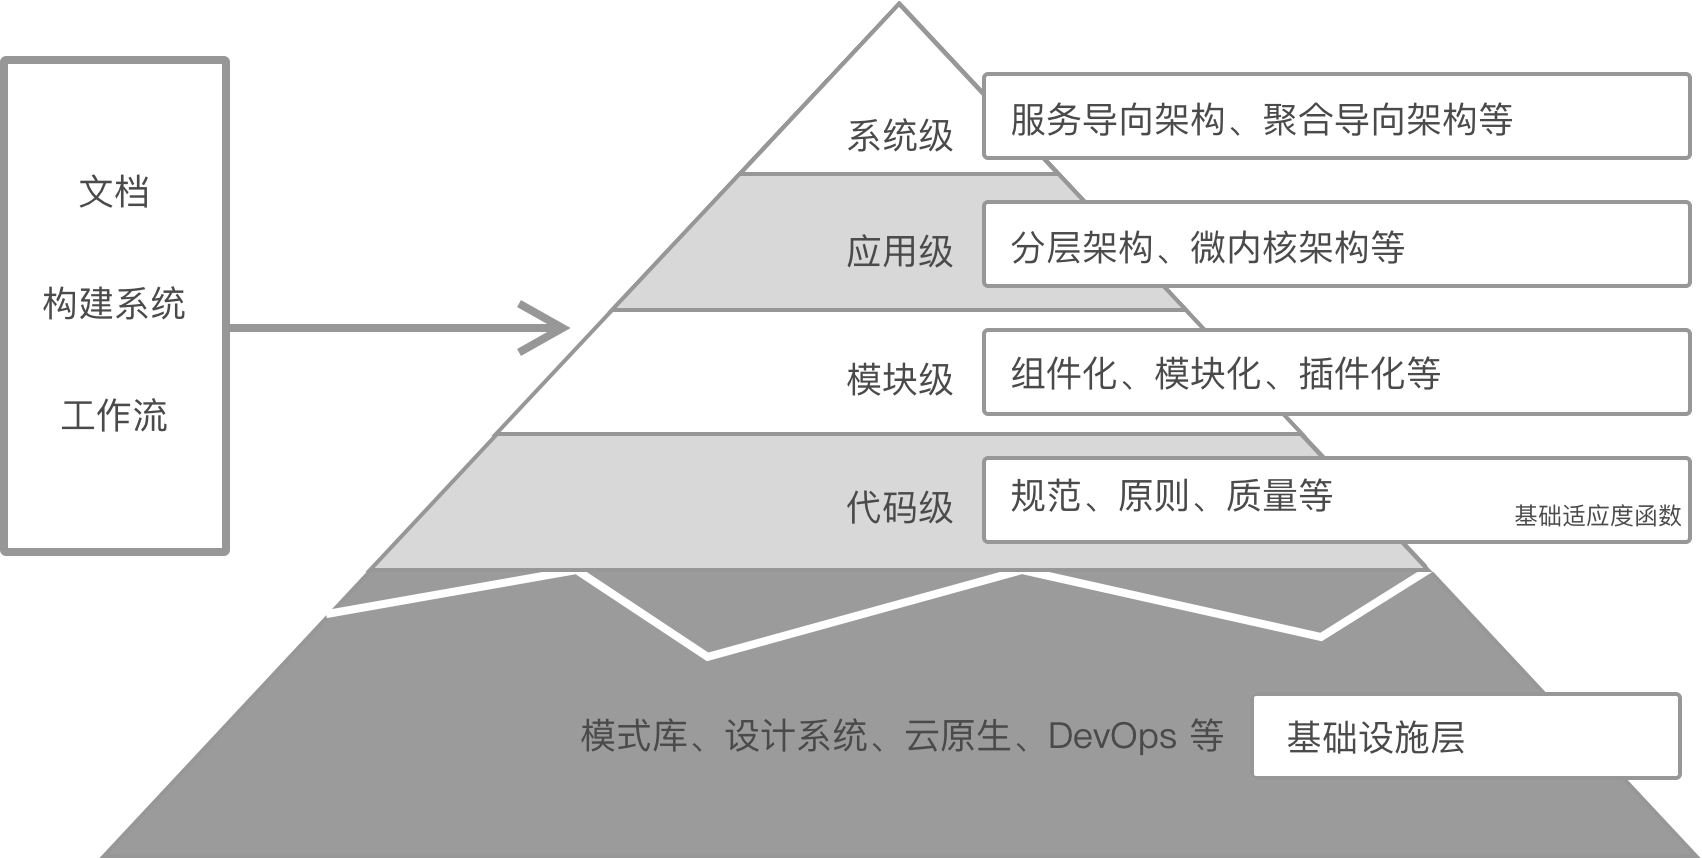 文档
构建系统
工作流
系统级
服务导向架构、聚合导向架构等
应用级
分层架构、微内核架构等
模块级
组件化、模块化、插件化等
代码级
规范、原则、质量等
基础适应度函数
模式库、设计系统、云原生、DevOps 等
基础设施层